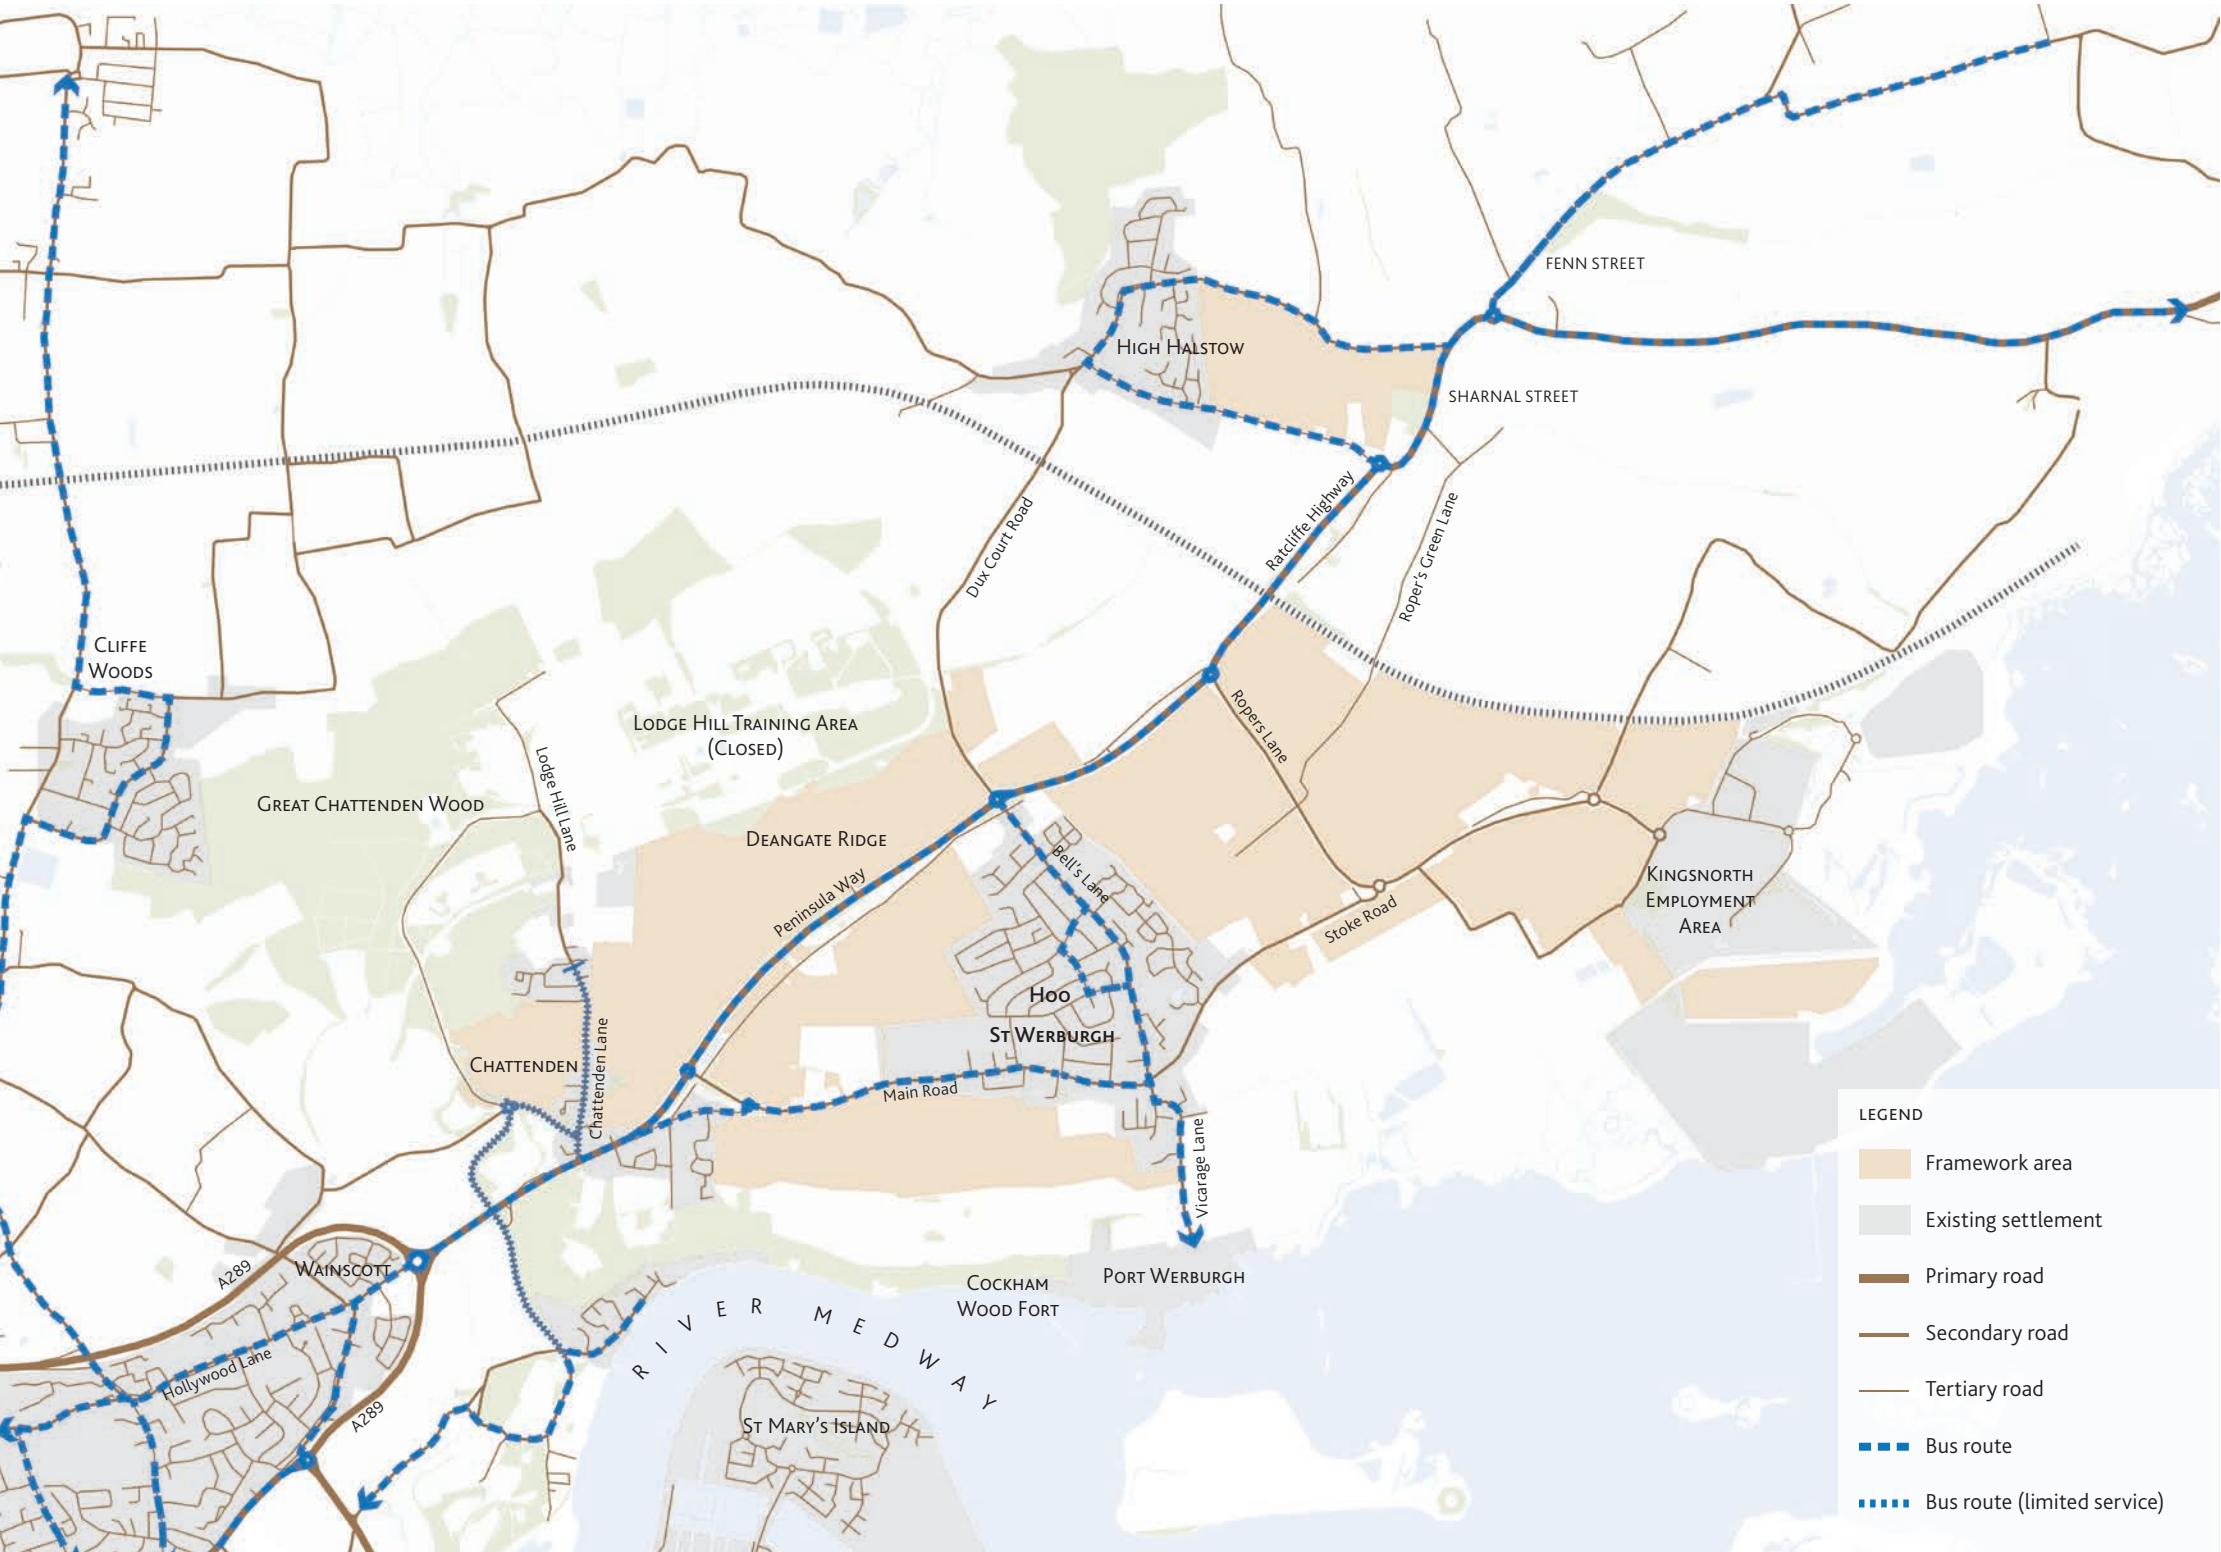 FENN STREET
HIGH HALSTOW
SHARNAL STREET
Ratcliffe Highway
Dux Court Road
Roper's Green Lane
CLIFFE
WOODS
LODGE HILL TRAINING AREA
(CLOSED)
Ropers Lane
Lodge Hill Lane
GREAT CHATTENDEN WOOD
DEANGATE RIDGE
Bell's Lane
Peninsula Way
KINGSNORTH
EMPLOYMENT
AREA
Stoke Road
HOO
ST WERBURGH
CHATTENDEN
Chattenden Lane
Main Road
Vicarage Lane
A289
WAINSCOTT
COCKHAM
WOOD FORT
PORT WERBURGH
RIVER MEDWAY
Hollywood Lane
A289
ST MARY'S ISLAND
LEGEND
Framework area
Existing settlement
Primary road
Secondary road
Tertiary road
Bus route
Bus route (limited service)